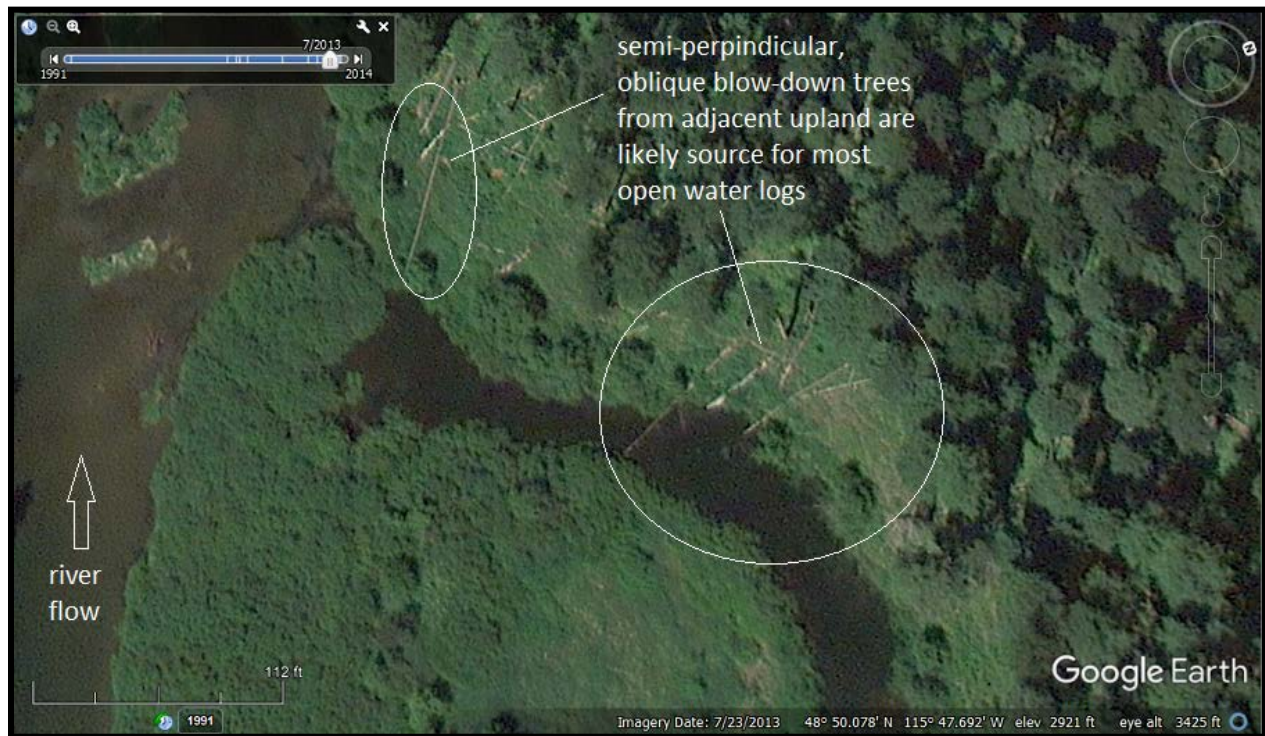 7/2013
1991
2014
semi-perpindicular,
oblique blow-down trees
from adjacent upland are
likely source for most
open water logs
river
flow
112 ft
1991
Google Earth
Imagery Date: 7/23/2013 48° 50.078' N 115° 47.692' W elev 2921 ft eye alt 3425 ft